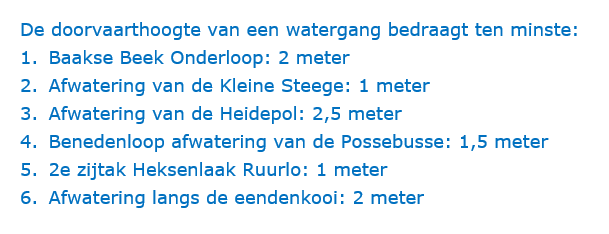 De doorvaarthoogte van een watergang bedraagt ten minste:
1. Baakse Beek Onderloop: 2 meter
2. Afwatering van de Kleine Steege: 1 meter
3. Afwatering van de Heidepol: 2,5 meter
4. Benedenloop afwatering van de Possebusse: 1,5 meter
5. 2e zijtak Heksenlaak Ruurlo: 1 meter
6. Afwatering langs de eendenkooi: 2 meter